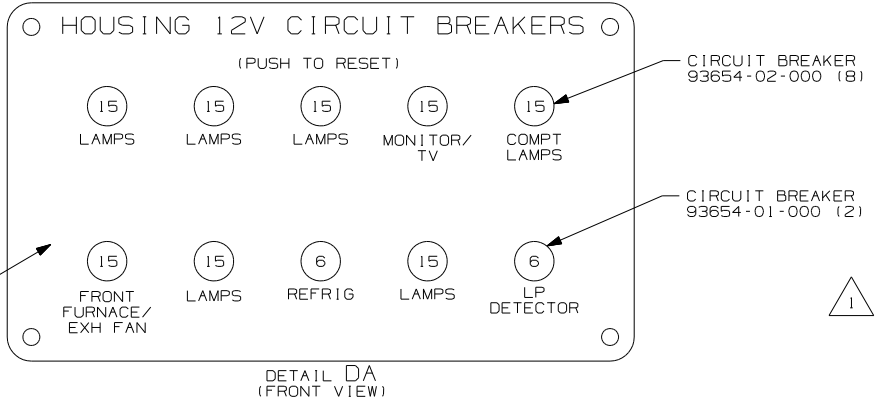 HOUSING 12V CIRCUIT BREAKERS
(PUSH TO RESET)
CIRCUIT BREAKER
93654-02-000 (8)
15 15 15 15 15
LAMPS LAMPS LAMPS MONITOR/
TV COMPT
LAMPS
CIRCUIT BREAKER
93654-01-000 (2)
15 15 6 15 6
FRONT
FURNACE/
EXH FAN LAMPS REFRIG LAMPS LP
DETECTOR
1
DETAIL DA
(FRONT VIEW)